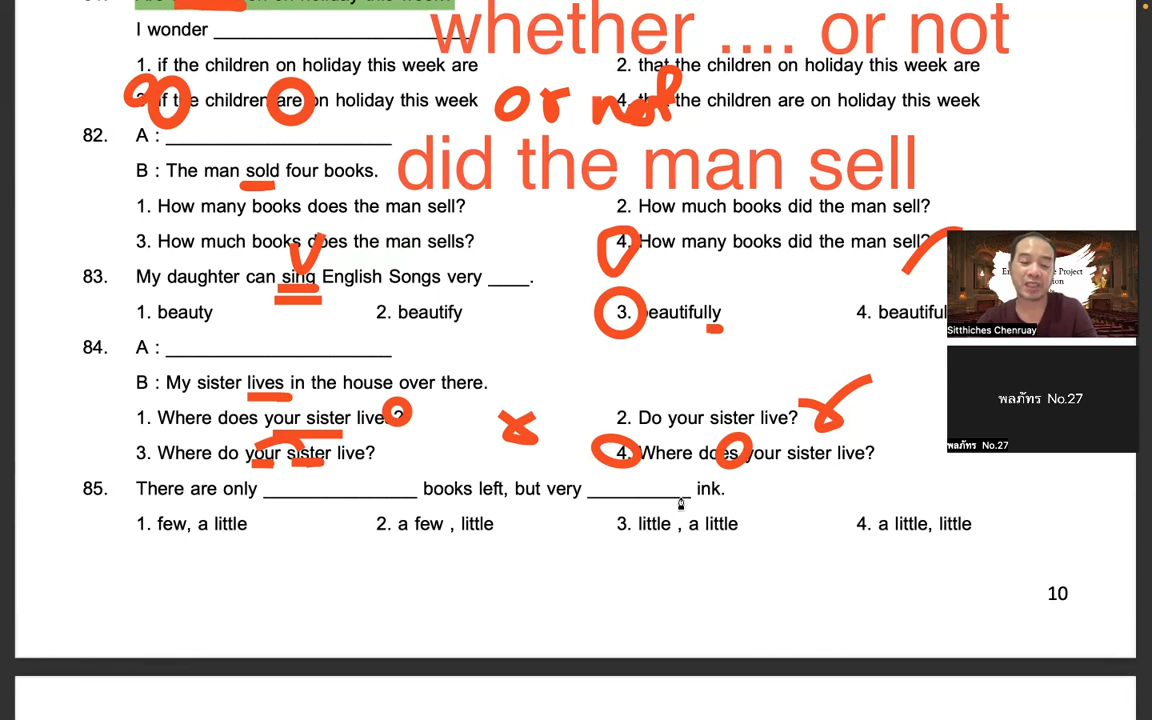 I wonder ____________________________
whether .... or not
1. if the children on holiday this week are
2. that the children on holiday this week are
if the children are on holiday this week
or not
4. the children are on holiday this week
82. A : _________________________
B : The man sold four books.
did the man sell
1. How many books does the man sell?
2. How much books did the man sell?
3. How much books does the man sells?
4. How many books did the man sell?
83. My daughter can sing English Songs very ____.
1. beauty
2. beautify
3. beautifully
4. beautiful
84. A : _________________________
B : My sister lives in the house over there.
1. Where does your sister live ?
2. Do your sister live?
3. Where do your sister live?
4. Where does your sister live?
85. There are only _________________ books left, but very ___________ ink.
1. few, a little
2. a few , little
3. little , a little
4. a little, little
10
Sitthiches Chenruay
พลภัทร No.27
พลภัทร No.27